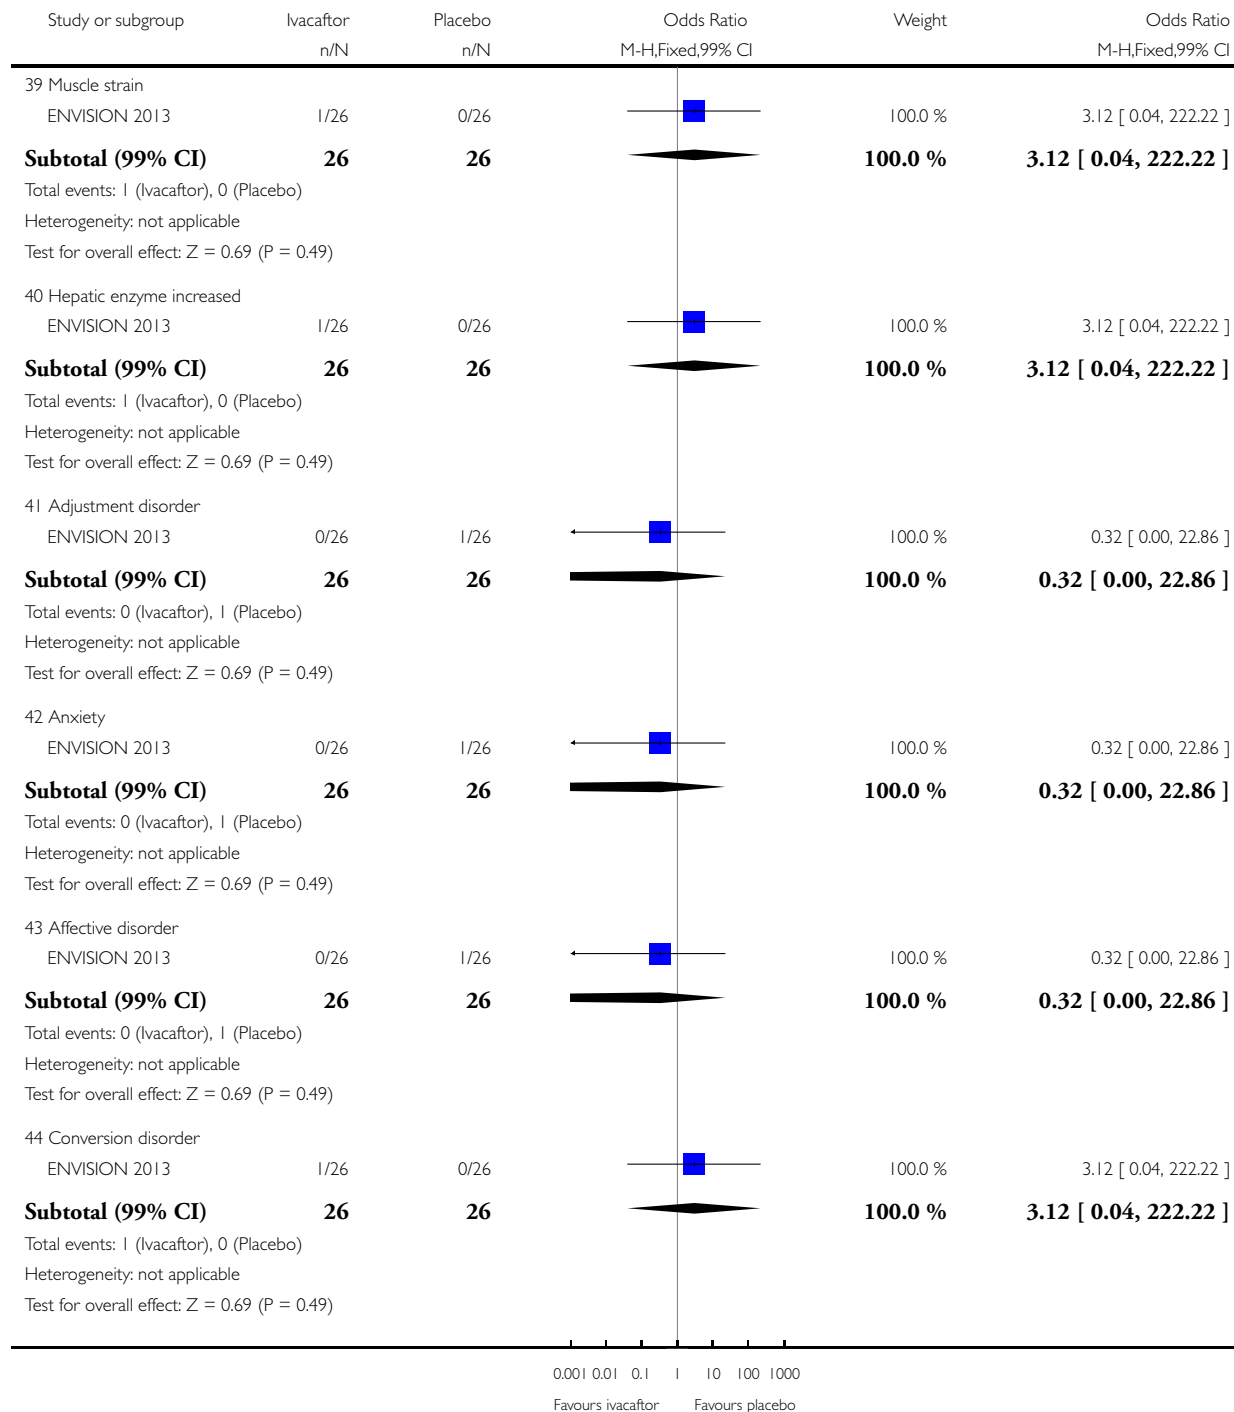 Study or subgroup Ivacaftor Placebo Odds Ratio Weight Odds Ratio
n/N n/N M-H,Fixed,99% CI M-H,Fixed,99% CI
39 Muscle strain
ENVISION 2013 1/26 0/26 100.0 % 3.12 [ 0.04, 222.22 ]
Subtotal (99% CI) 26 26 100.0 % 3.12 [ 0.04, 222.22 ]
Total events: 1 (Ivacaftor), 0 (Placebo)
Heterogeneity: not applicable
Test for overall effect: Z = 0.69 (P = 0.49)
40 Hepatic enzyme increased
ENVISION 2013 1/26 0/26 100.0 % 3.12 [ 0.04, 222.22 ]
Subtotal (99% CI) 26 26 100.0 % 3.12 [ 0.04, 222.22 ]
Total events: 1 (Ivacaftor), 0 (Placebo)
Heterogeneity: not applicable
Test for overall effect: Z = 0.69 (P = 0.49)
41 Adjustment disorder
ENVISION 2013 0/26 1/26 100.0 % 0.32 [ 0.00, 22.86 ]
Subtotal (99% CI) 26 26 100.0 % 0.32 [ 0.00, 22.86 ]
Total events: 0 (Ivacaftor), 1 (Placebo)
Heterogeneity: not applicable
Test for overall effect: Z = 0.69 (P = 0.49)
42 Anxiety
ENVISION 2013 0/26 1/26 100.0 % 0.32 [ 0.00, 22.86 ]
Subtotal (99% CI) 26 26 100.0 % 0.32 [ 0.00, 22.86 ]
Total events: 0 (Ivacaftor), 1 (Placebo)
Heterogeneity: not applicable
Test for overall effect: Z = 0.69 (P = 0.49)
43 Affective disorder
ENVISION 2013 0/26 1/26 100.0 % 0.32 [ 0.00, 22.86 ]
Subtotal (99% CI) 26 26 100.0 % 0.32 [ 0.00, 22.86 ]
Total events: 0 (Ivacaftor), 1 (Placebo)
Heterogeneity: not applicable
Test for overall effect: Z = 0.69 (P = 0.49)
44 Conversion disorder
ENVISION 2013 1/26 0/26 100.0 % 3.12 [ 0.04, 222.22 ]
Subtotal (99% CI) 26 26 100.0 % 3.12 [ 0.04, 222.22 ]
Total events: 1 (Ivacaftor), 0 (Placebo)
Heterogeneity: not applicable
Test for overall effect: Z = 0.69 (P = 0.49)
0.001 0.01 0.1 1 10 100 1000
Favours ivacaftor Favours placebo